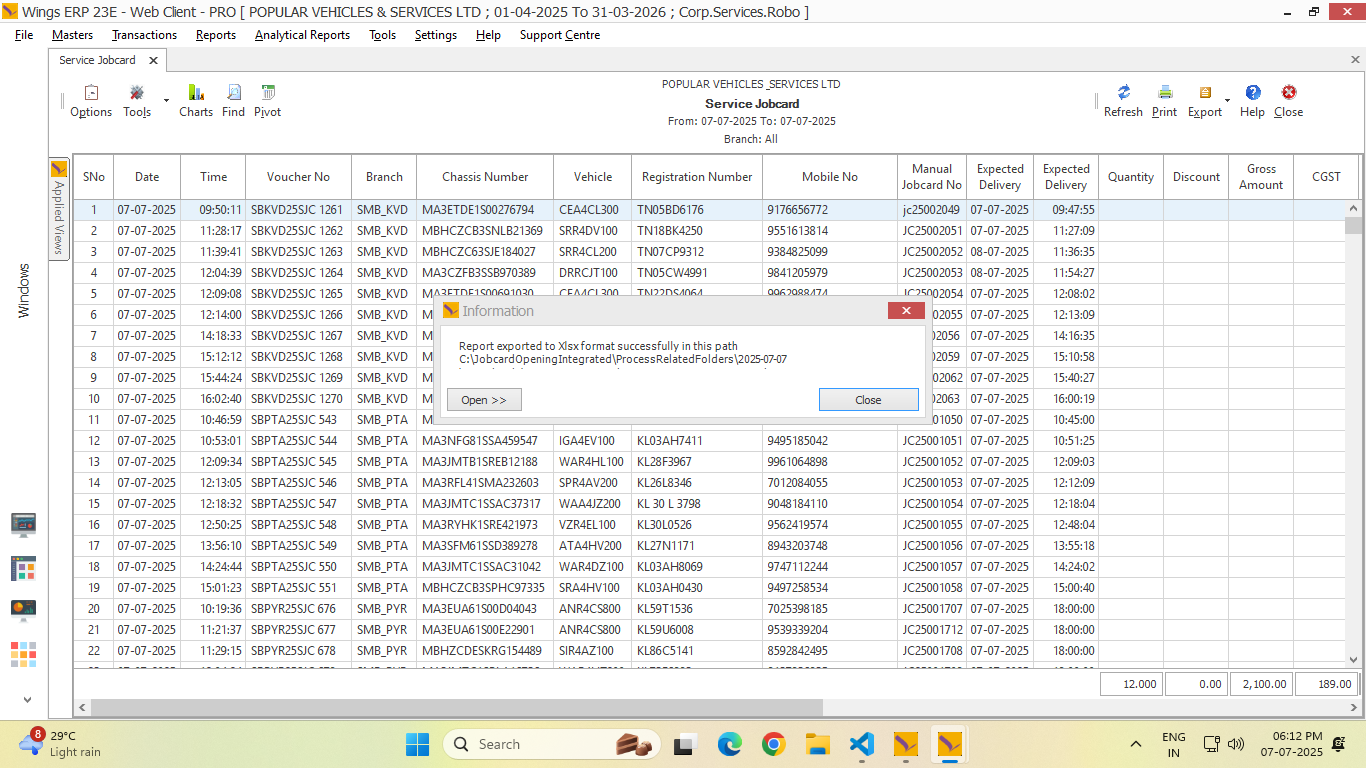 Wings ERP 23E - Web Client - PRO [ POPULAR VEHICLES & SERVICES LTD ; 01-04-2025 To 31-03-2026 ; Corp.Services.Robo ]
File Masters Transactions Reports Analytical Reports Tools Settings Help Support Centre
Service Jobcard
POPULAR VEHICLES_SERVICES LTD
Service Jobcard
From: 07-07-2025 To: 07-07-2025
Branch: All
Options Tools Charts Find Pivot Refresh Print Export Help Close
Applied Views
Windows
SNo Date Time Voucher No Branch Chassis Number Vehicle Registration Number Mobile No Manual Jobcard No Expected Delivery Expected Delivery Quantity Discount Gross Amount CGST
1 07-07-2025 09:50:11 SBKVD25SJC 1261 SMB_KVD MA3ETDE1S00276794 CEA4CL300 TN05BD6176 9176656772 jc25002049 07-07-2025 09:47:55
2 07-07-2025 11:28:17 SBKVD25SJC 1262 SMB_KVD MBHCZCB3SNLB21369 SRR4DV100 TN18BK4250 9551613814 JC25002051 07-07-2025 11:27:09
3 07-07-2025 11:39:41 SBKVD25SJC 1263 SMB_KVD MBHCZC63SJE184027 SRR4CL200 TN07CP9312 9384825099 JC25002052 08-07-2025 11:36:35
4 07-07-2025 12:04:39 SBKVD25SJC 1264 SMB_KVD MA3CZFB3SSB970389 DRRCJT100 TN05CW4991 9841205979 JC25002053 08-07-2025 11:54:27
5 07-07-2025 12:09:08 SBKVD25SJC 1265 SMB_KVD MA3ETDE1S00691030 CEA4CL300 TN22DS4064 9962988474 JC25002054 07-07-2025 12:08:02
6 07-07-2025 12:14:00 SBKVD25SJC 1266 SMB_KVD 07-07-2025 12:13:09
7 07-07-2025 14:18:33 SBKVD25SJC 1267 SMB_KVD 07-07-2025 14:16:35
8 07-07-2025 15:12:12 SBKVD25SJC 1268 SMB_KVD 07-07-2025 15:10:58
9 07-07-2025 15:44:24 SBKVD25SJC 1269 SMB_KVD 07-07-2025 15:40:27
10 07-07-2025 16:02:40 SBKVD25SJC 1270 SMB_KVD 07-07-2025 16:00:19
11 07-07-2025 10:46:59 SBPTA25SJC 543 SMB_PTA 07-07-2025 10:45:00
Information
Report exported to Xlsx format successfully in this path
C:\JobcardOpeningIntegrated\ProcessRelatedFolders\2025-07-07
Open >> Close
12 07-07-2025 10:53:01 SBPTA25SJC 544 SMB_PTA MA3NFG81SSA459547 IGA4EV100 KL03AH7411 9495185042 JC25001051 07-07-2025 10:51:25
13 07-07-2025 12:09:34 SBPTA25SJC 545 SMB_PTA MA3JMTB1SREB12188 WAR4HL100 KL28F3967 9961064898 JC25001052 07-07-2025 12:09:03
14 07-07-2025 12:13:05 SBPTA25SJC 546 SMB_PTA MA3RFL41SMA232603 SPR4AV200 KL26L8346 7012084055 JC25001053 07-07-2025 12:12:09
15 07-07-2025 12:18:32 SBPTA25SJC 547 SMB_PTA MA3JMTC1SSAC37317 WAA4JZ200 KL 30 L 3798 9048184110 JC25001054 07-07-2025 12:18:04
16 07-07-2025 12:50:25 SBPTA25SJC 548 SMB_PTA MA3RYHK1SRE421973 VZR4EL100 KL30L0526 9562419574 JC25001055 07-07-2025 12:48:04
17 07-07-2025 13:56:10 SBPTA25SJC 549 SMB_PTA MA3SFM61SSD389278 ATA4HV200 KL27N1171 8943203748 JC25001056 07-07-2025 13:55:18
18 07-07-2025 14:24:44 SBPTA25SJC 550 SMB_PTA MA3JMTC1SSAC31042 WAR4DZ100 KL03AH8069 9747112244 JC25001057 07-07-2025 14:24:02
19 07-07-2025 15:01:23 SBPTA25SJC 551 SMB_PTA MBHCZCB3SPHC97335 SRA4HV100 KL03AH0430 9497258534 JC25001058 07-07-2025 15:00:40
20 07-07-2025 10:19:36 SBPYR25SJC 676 SMB_PYR MA3EUA61S00D04043 ANR4CS800 KL59T1536 7025398185 JC25001707 07-07-2025 18:00:00
21 07-07-2025 11:21:37 SBPYR25SJC 677 SMB_PYR MA3EUA61S00E22901 ANR4CS800 KL59U6008 9539339204 JC25001712 07-07-2025 18:00:00
22 07-07-2025 11:29:15 SBPYR25SJC 678 SMB_PYR MBHZCDESKRG154489 SIR4AZ100 KL86C5141 8592842495 JC25001708 07-07-2025 18:00:00
12.000 0.00 2,100.00 189.00
8 29°C
Light rain
Search
ENG
IN
06:12 PM
07-07-2025